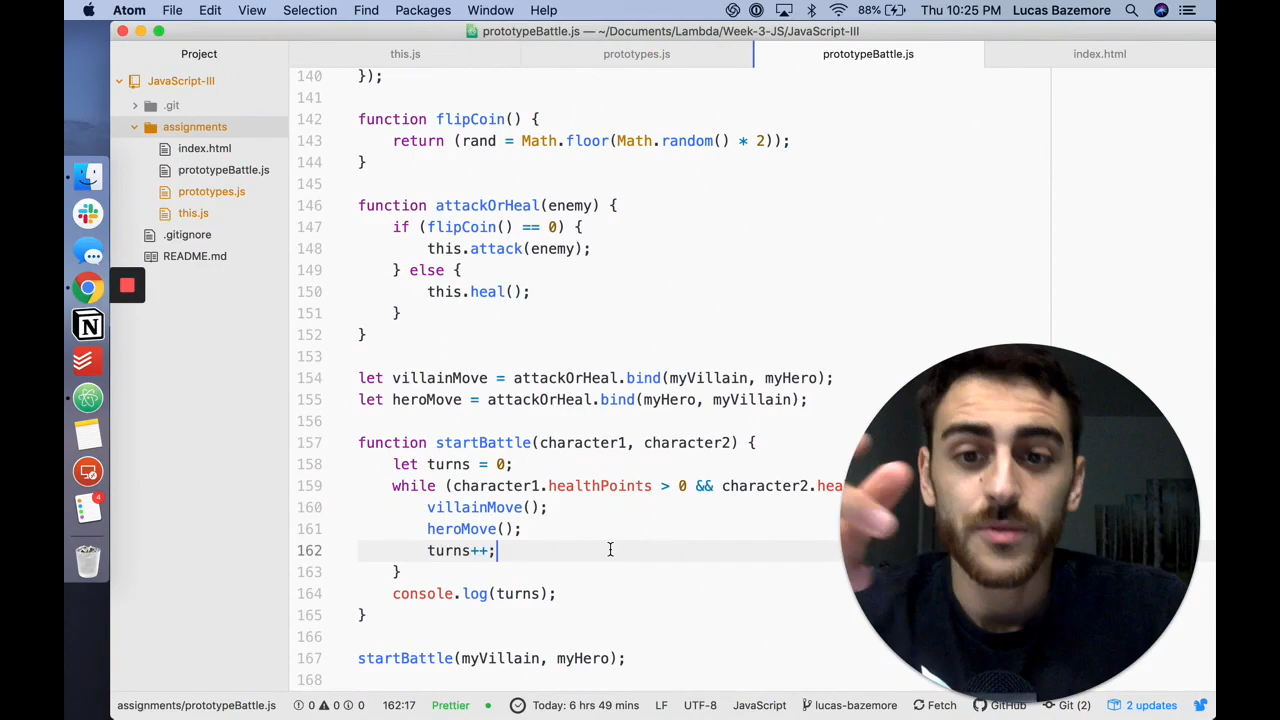 Atom File Edit View Selection Find Packages Window Help 88% Thu 10:25 PM Lucas Bazemore
prototypeBattle.js — ~/Documents/Lambda/Week-3-JS/JavaScript-III
Project this.js prototypes.js prototypeBattle.js index.html
JavaScript-III
.git
assignments
index.html
prototypeBattle.js
prototypes.js
this.js
.gitignore
README.md
140 });
141
142 function flipCoin() {
143 return (rand = Math.floor(Math.random() * 2));
144 }
145
146 function attackOrHeal(enemy) {
147 if (flipCoin() == 0) {
148 this.attack(enemy);
149 } else {
150 this.heal();
151 }
152 }
153
154 let villainMove = attackOrHeal.bind(myVillain, myHero);
155 let heroMove = attackOrHeal.bind(myHero, myVillain);
156
157 function startBattle(character1, character2) {
158 let turns = 0;
159 while (character1.healthPoints > 0 && character2.hea
160 villainMove();
161 heroMove();
162 turns++;
163 }
164 console.log(turns);
165 }
166
167 startBattle(myVillain, myHero);
168
N
4
assignments/prototypeBattle.js 0 0 0 162:17 Prettier Today: 6 hrs 49 mins LF UTF-8 JavaScript lucas-bazemore Fetch GitHub Git (2) 2 updates